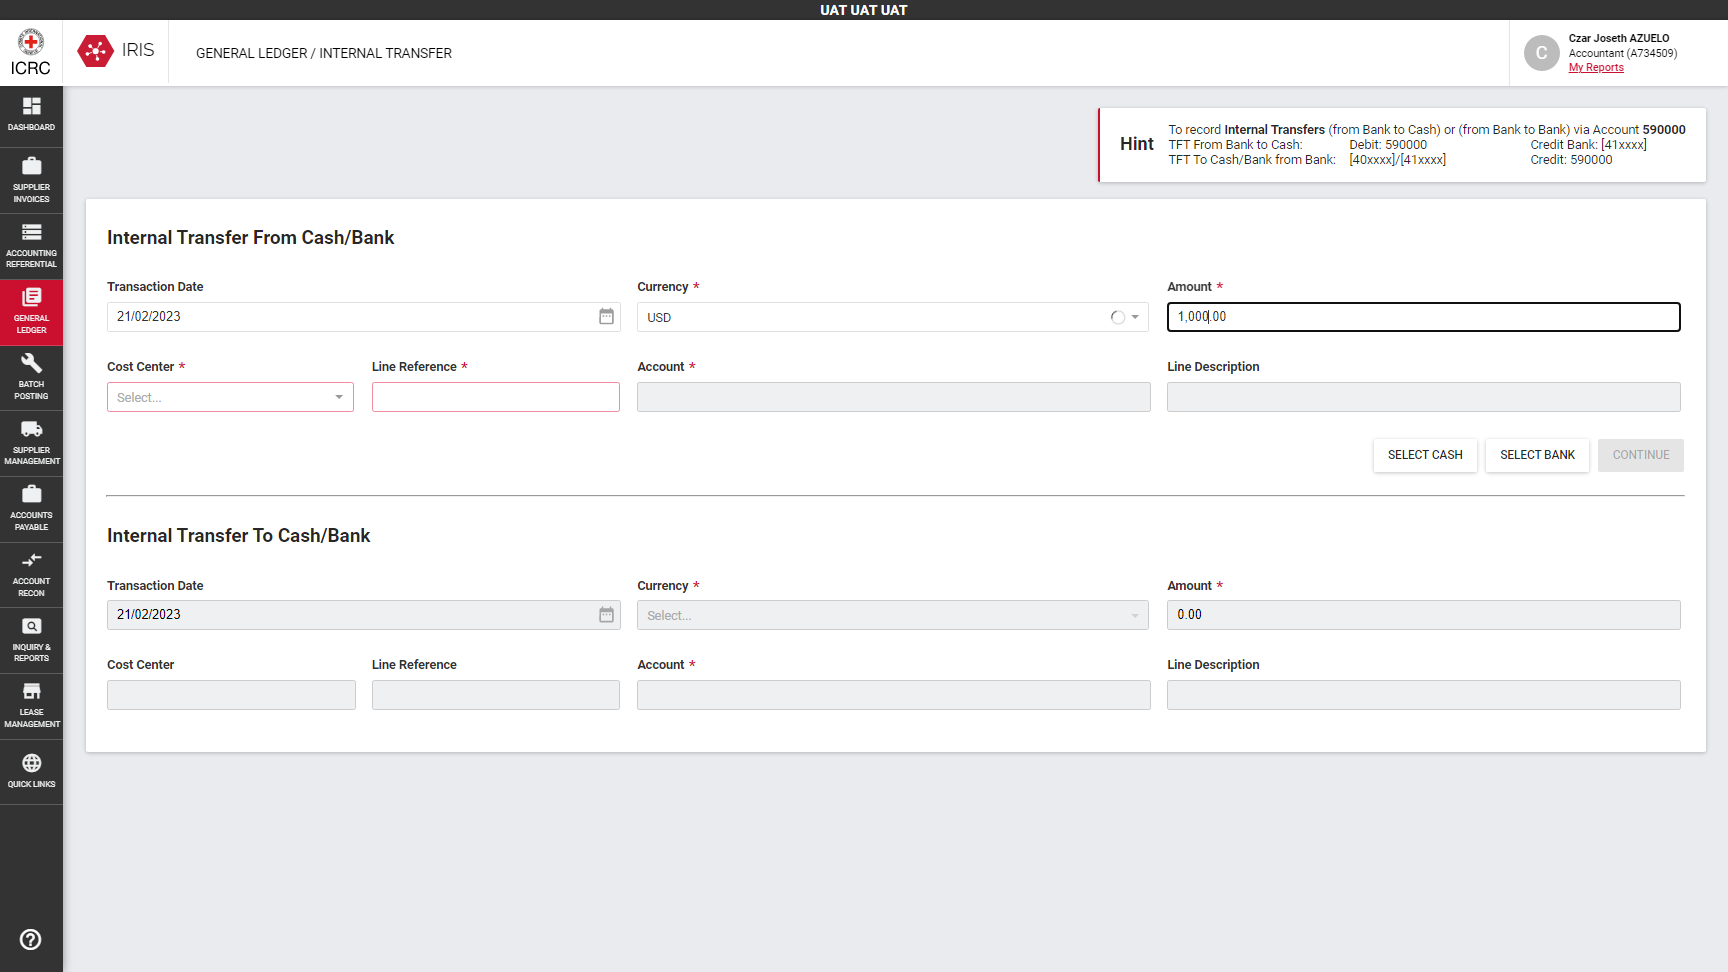 UAT UAT UAT
ICRC
IRIS
GENERAL LEDGER / INTERNAL TRANSFER
C
Czar Joseth AZUELO
Accountant (A734509)
My Reports
DASHBOARD
SUPPLIER
INVOICES
ACCOUNTING
REFERENTIAL
GENERAL
LEDGER
BATCH
POSTING
SUPPLIER
MANAGEMENT
ACCOUNTS
PAYABLE
ACCOUNT
RECON
INQUIRY &
REPORTS
LEASE
MANAGEMENT
QUICK LINKS
Hint
To record Internal Transfers (from Bank to Cash) or (from Bank to Bank) via Account 590000
TFT From Bank to Cash: Debit: 590000 Credit Bank: [41xxxx]
TFT To Cash/Bank from Bank: [40xxxx]/[41xxxx] Credit: 590000
Internal Transfer From Cash/Bank
Transaction Date Currency * Amount *
21/02/2023 USD 1,000.00
Cost Center * Line Reference * Account * Line Description
Select...
SELECT CASH SELECT BANK CONTINUE
Internal Transfer To Cash/Bank
Transaction Date Currency * Amount *
21/02/2023 Select... 0.00
Cost Center Line Reference Account * Line Description